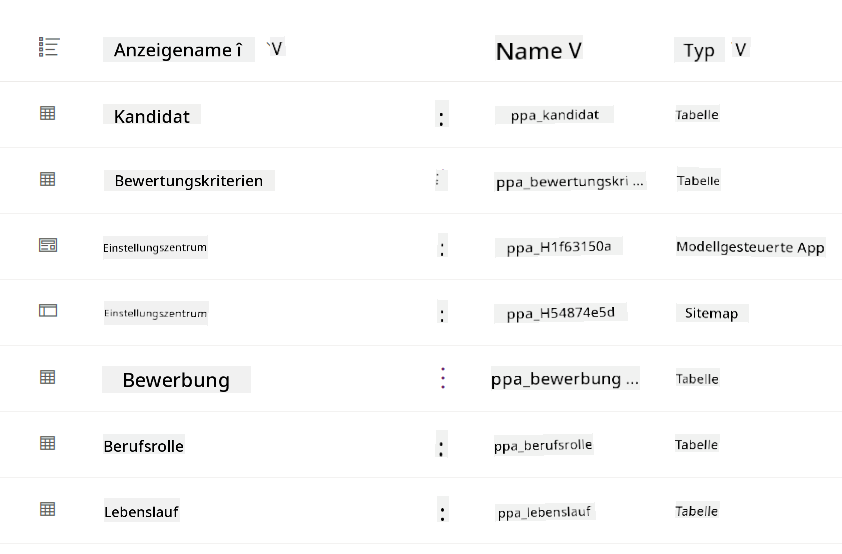 Anzeigename î V Name V Typ V
Kandidat : ppa_kandidat Tabelle
Bewertungskriterien ppa_bewertungskri ... Tabelle
Einstellungszentrum : ppa_H1f63150a Modellgesteuerte App
Einstellungszentrum : ppa_H54874e5d Sitemap
Bewerbung ppa_bewerbung ... Tabelle
Berufsrolle : ppa_berufsrolle Tabelle
Lebenslauf : ppa_lebenslauf Tabelle